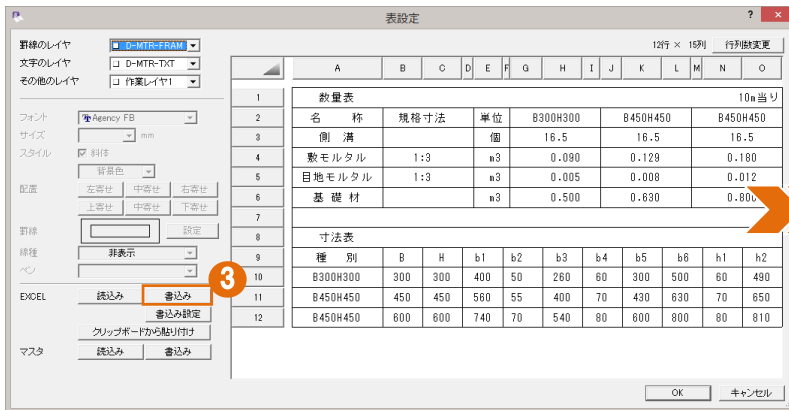 表設定
? ×
罫線のレイヤ D-MTR-FRAM
文字のレイヤ D-MTR-TXT
その他のレイヤ 作業レイヤ1
フォント Agency FB
サイズ mm
スタイル 斜体
背景色
配置 左寄せ 中寄せ 右寄せ
上寄せ 中寄せ 下寄せ
罫線 設定
線種 非表示
ペン
3
EXCEL 読込み 書込み
書込み設定
クリップボードから貼り付け
マスタ 読込み 書込み
12行 × 15列 行列数変更
A B C D E F G H I J K L M N O
1 数量表 10m当り
2 名 称 規格寸法 単位 B300H300 B450H450 B450H450
3 側 溝 個 16.5 16.5 16.5
4 敷モルタル 1:3 m3 0.090 0.129 0.180
5 目地モルタル 1:3 m3 0.005 0.008 0.012
6 基 礎 材 m3 0.500 0.630 0.800
7
8 寸法表
9 種 別 B H b1 b2 b3 b4 b5 b6 h1 h2
10 B300H300 300 300 400 50 260 60 300 500 60 490
11 B450H450 450 450 560 55 400 70 430 630 70 650
12 B450H450 600 600 740 70 540 80 600 800 80 810
OK キャンセル